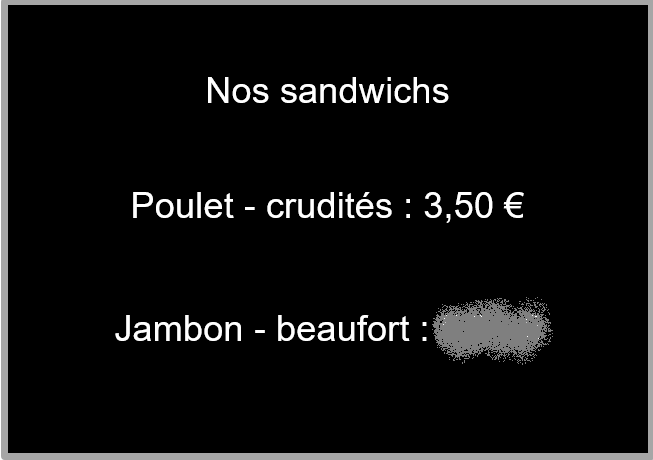 Nos sandwichs
Poulet - crudités : 3,50 €
Jambon - beaufort :